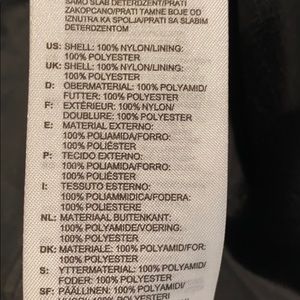 SAMO SLAB DETERDZENT/PRATI
ZAKOPCANO/PRATI TAMNE BOJE OD
IZNUTRA KA SPOLJA/PRATI SA SLABIM
DETERDZENTOM
US: SHELL: 100% NYLON/LINING:
100% POLYESTER
UK: SHELL: 100% NYLON/LINING:
100% POLYESTER
D: OBERMATERIAL: 100% POLYAMID/
FUTTER: 100% POLYESTER
F: EXTÉRIEUR: 100% NYLON/
DOUBLURE: 100% POLYESTER
E: MATERIAL EXTERNO:
100% POLIAMIDA/FORRO:
100% POLIÉSTER
P: TECIDO EXTERNO:
100% POLIAMIDA/FORRO:
100% POLIÉSTER
I: TESSUTO ESTERNO:
100% POLIAMMIDICA/FODERA:
100% POLIESTERE
NL: MATERIAAL BUITENKANT:
100% POLYAMIDE/VOERING:
100% POLYESTER
DK: MATERIALE: 100% POLYAMID/FOR:
100% POLYESTER
S: YTTERMATERIAL: 100% POLYAMID/
FODER: 100% POLYESTER
SF: PÄÄLLINEN: 100% POLYAMIDI/